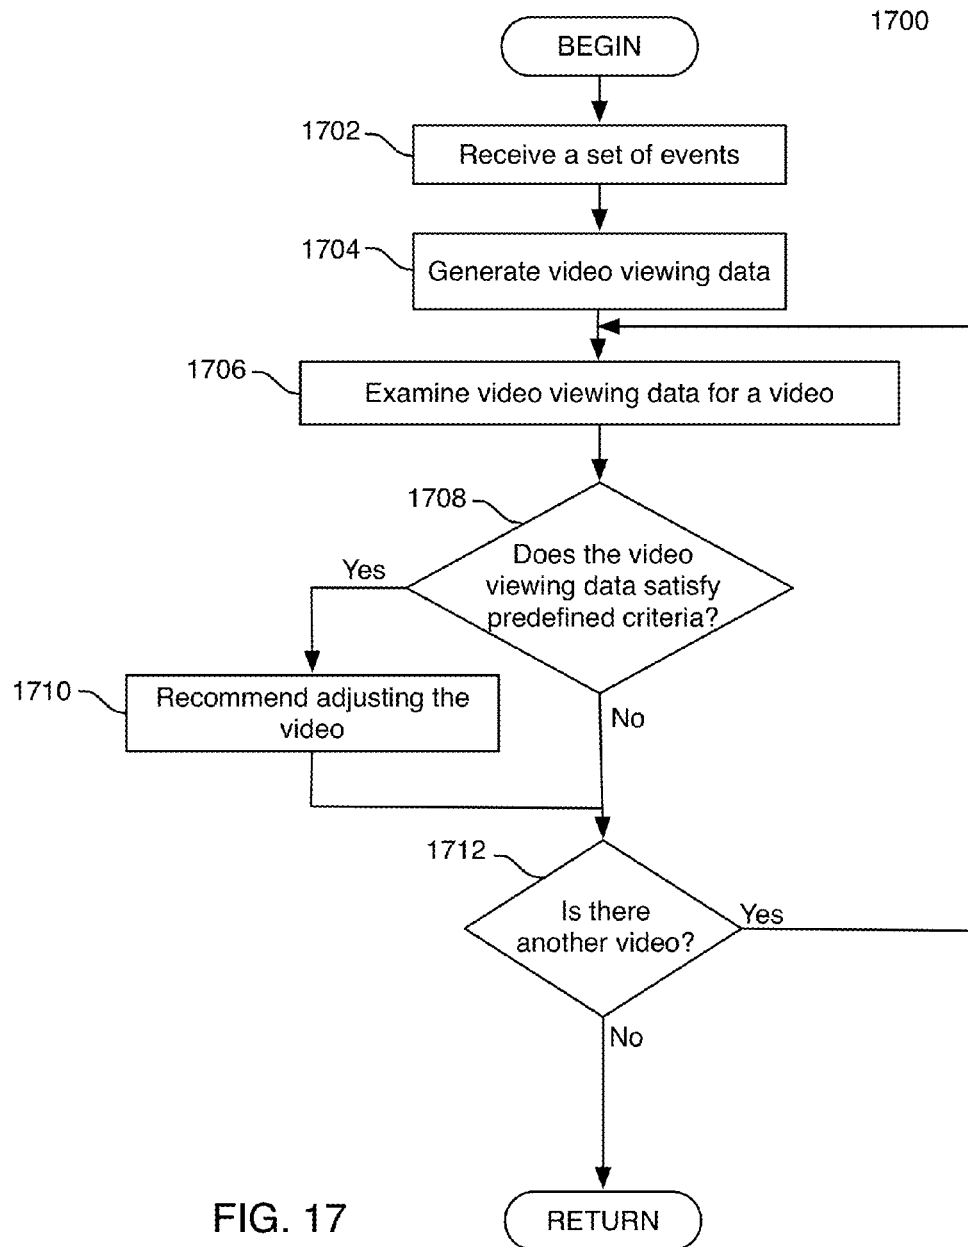 1700
BEGIN
1702
Receive a set of events
1704
Generate video viewing data
1706
Examine video viewing data for a video
1708
Does the video
viewing data satisfy
predefined criteria?
Yes
1710
Recommend adjusting the
video
No
1712
Is there
another video?
Yes
No
FIG. 17
RETURN